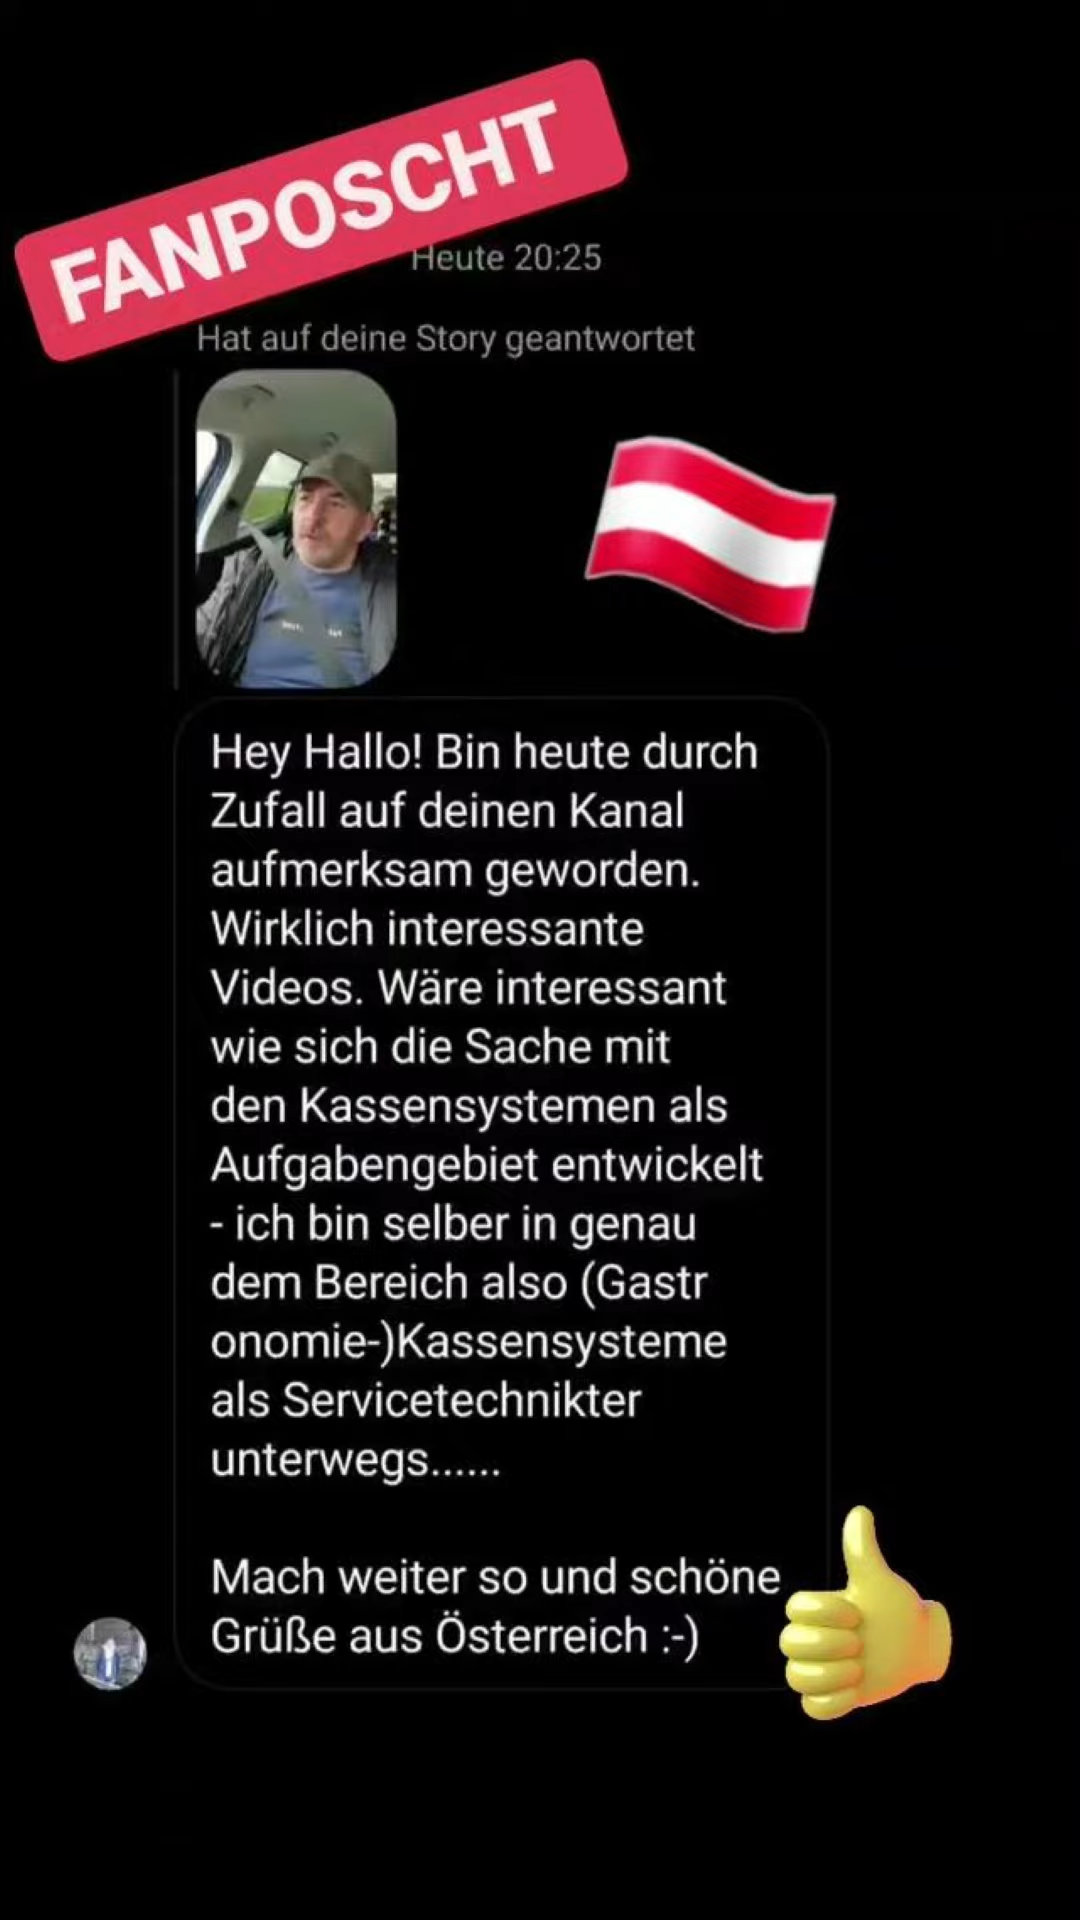 FANPOSCHT
Heute 20:25
Hat auf deine Story geantwortet
Hey Hallo! Bin heute durch
Zufall auf deinen Kanal
aufmerksam geworden.
Wirklich interessante
Videos. Wäre interessant
wie sich die Sache mit
den Kassensystemen als
Aufgabengebiet entwickelt
- ich bin selber in genau
dem Bereich also (Gastr
onomie-)Kassensysteme
als Servicetechnikter
unterwegs......
Mach weiter so und schöne
Grüße aus Österreich :-)